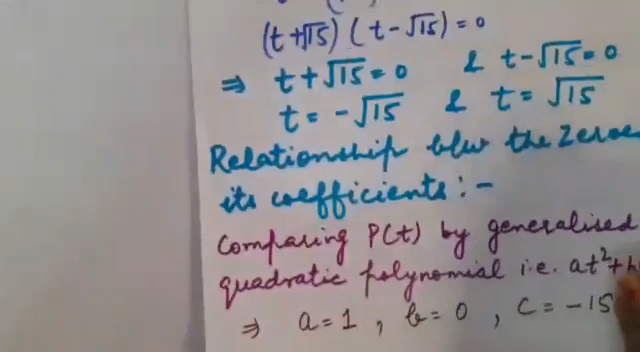 (t+√15) (t-√15)=0
⇒ t+√15=0 & t-√15=0
t= -√15 & t= √15
Relationship b/w the Zeroes
its coefficients:-
Comparing P(t) by generalised
quadratic polynomial i.e. at²+b
⇒ a=1, b=0, c=-15